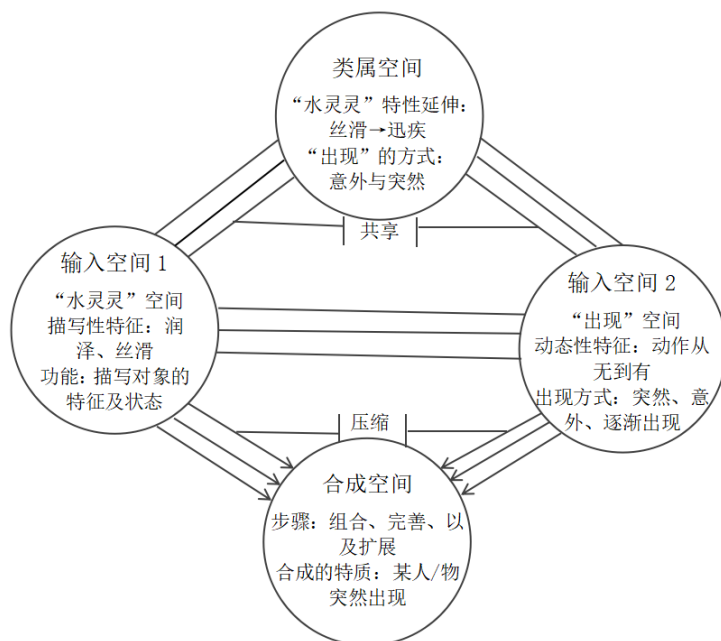 类属空间
“水灵灵”特性延伸：
丝滑→迅疾
“出现”的方式：
意外与突然
共享
输入空间 1
“水灵灵”空间
描写性特征：润
泽、丝滑
功能：描写对象的
特征及状态
输入空间 2
“出现”空间
动态性特征：动作从
无到有
出现方式：突然、意
外、逐渐出现
压缩
合成空间
步骤：组合、完善、以
及扩展
合成的特质：某人/物
突然出现